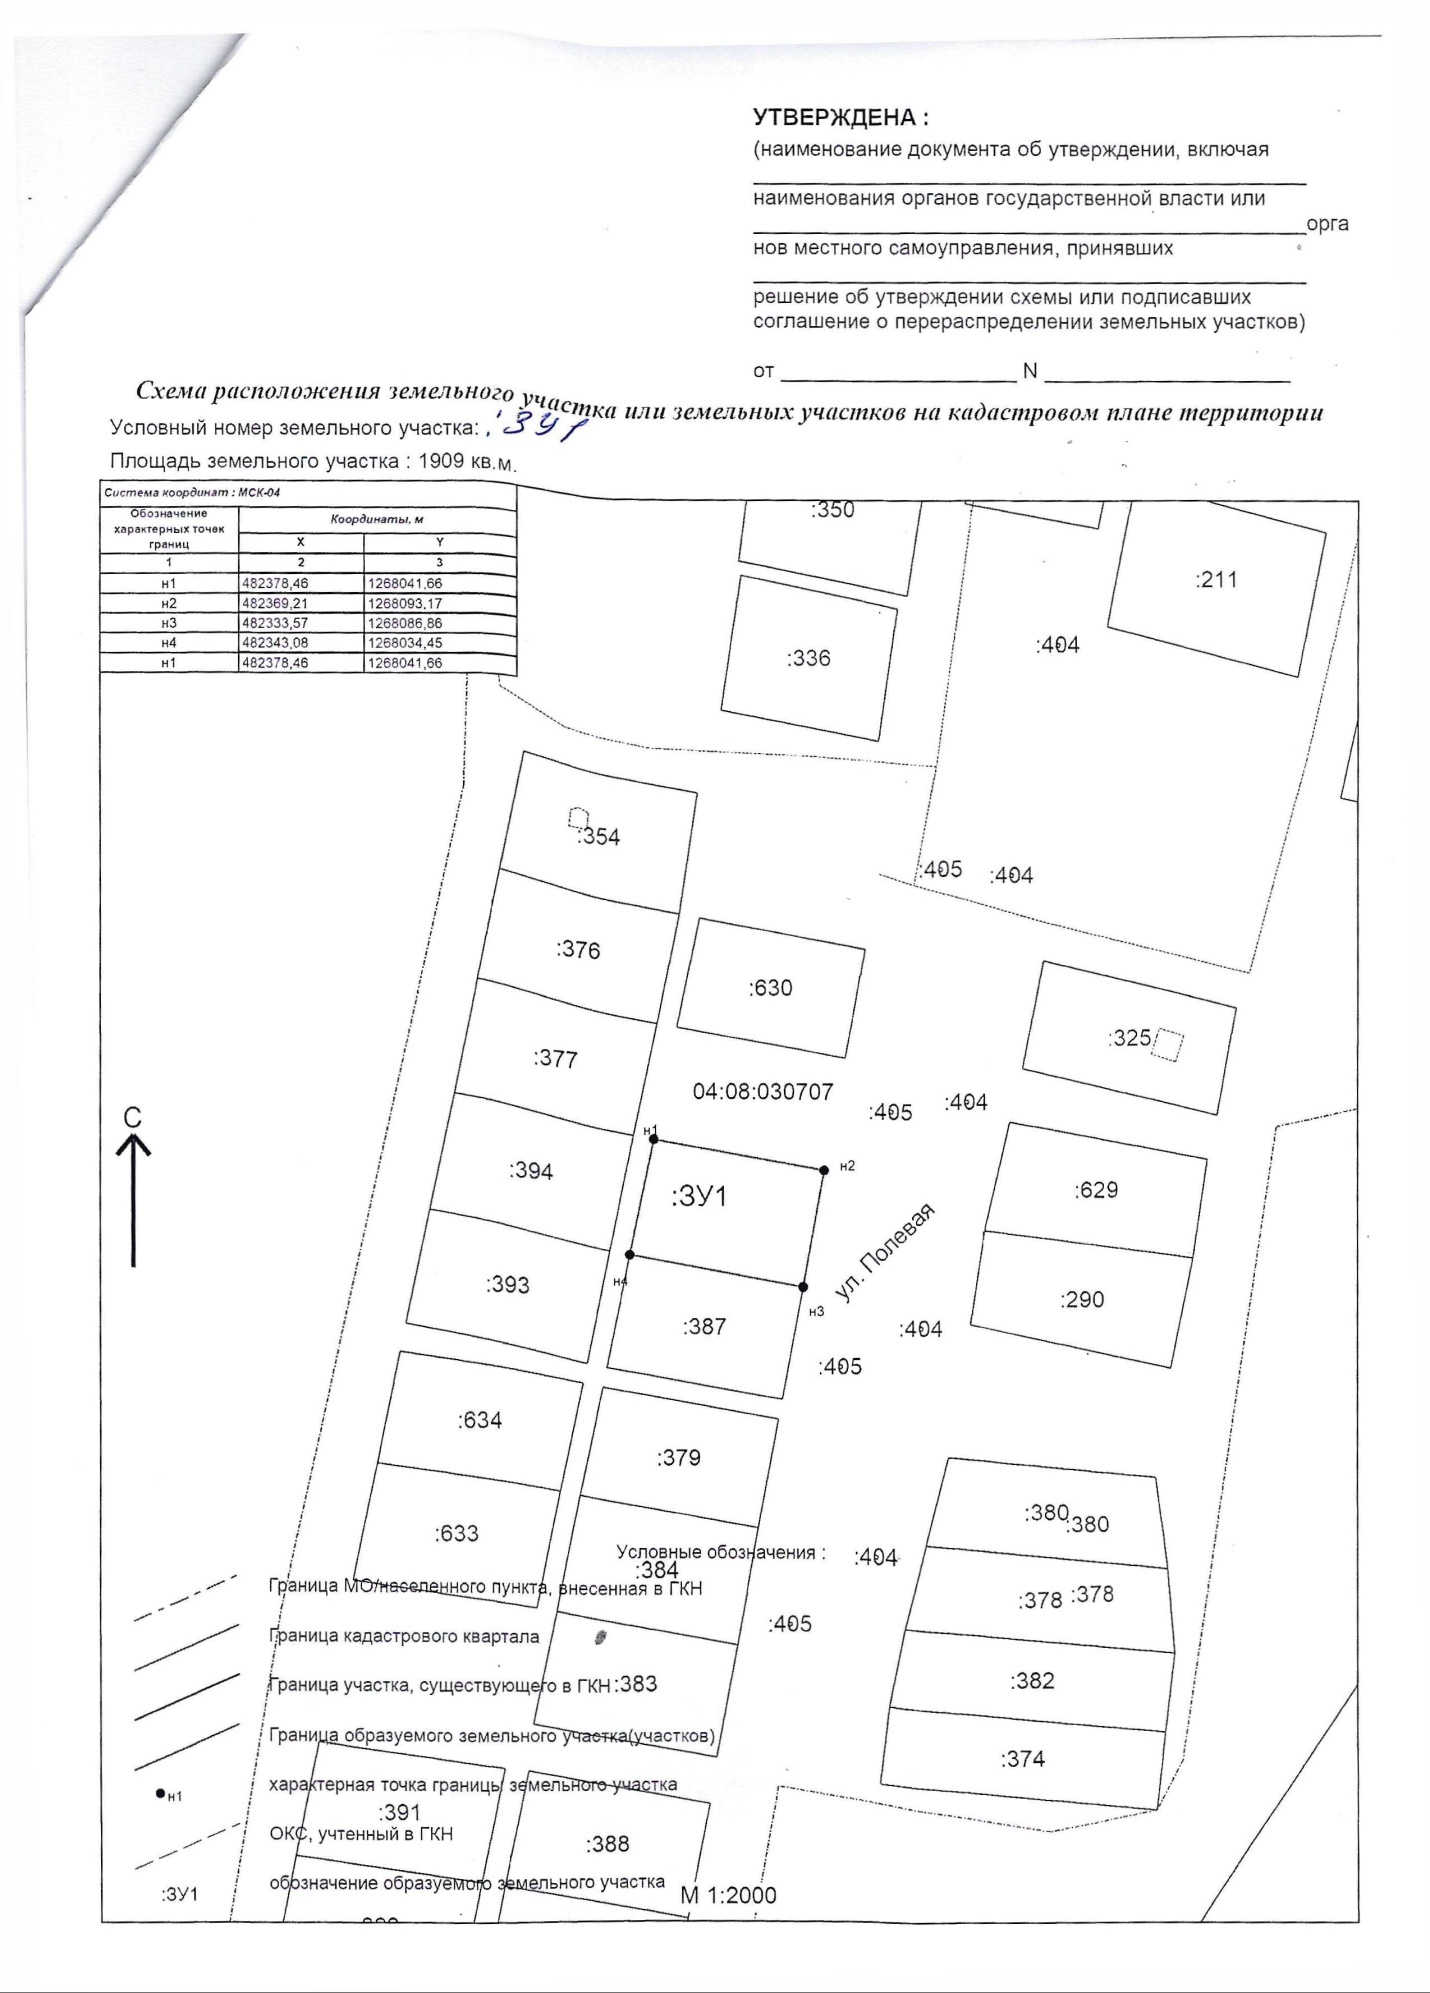 УТВЕРЖДЕНА :
(наименование документа об утверждении, включая
наименования органов государственной власти или
орга
нов местного самоуправления, принявших
решение об утверждении схемы или подписавших
соглашение о перераспределении земельных участков)
от N
Схема расположения земельного участка или земельных участков на кадастровом плане территории
Условный номер земельного участка: :ЗУ1
Площадь земельного участка : 1909 кв.м.
Система координат : МСК-04
Обозначение характерных точек границ Координаты, м
X Y
1 2 3
н1 482378,46 1268041,66
н2 482369,21 1268093,17
н3 482333,57 1268086,86
н4 482343,08 1268034,45
н1 482378,46 1268041,66
:350
:211
:404
:336
:354
:405 :404
:376
:630
:325
:377
04:08:030707
:405 :404
С
н1
н2
:394
:ЗУ1
:629
ул. Полевая
н4
:393
:290
н3
:387
:404
:405
:634
:379
:380
:380
:633
Условные обозначения :
:404
:384
Граница МО/населенного пункта, внесенная в ГКН
:378 :378
:405
Граница кадастрового квартала
Граница участка, существующего в ГКН
:383
:382
Граница образуемого земельного участка(участков)
:374
характерная точка границы земельного участка
н1
:391
ОКС, учтенный в ГКН
:388
обозначение образуемого земельного участка
:ЗУ1
М 1:2000